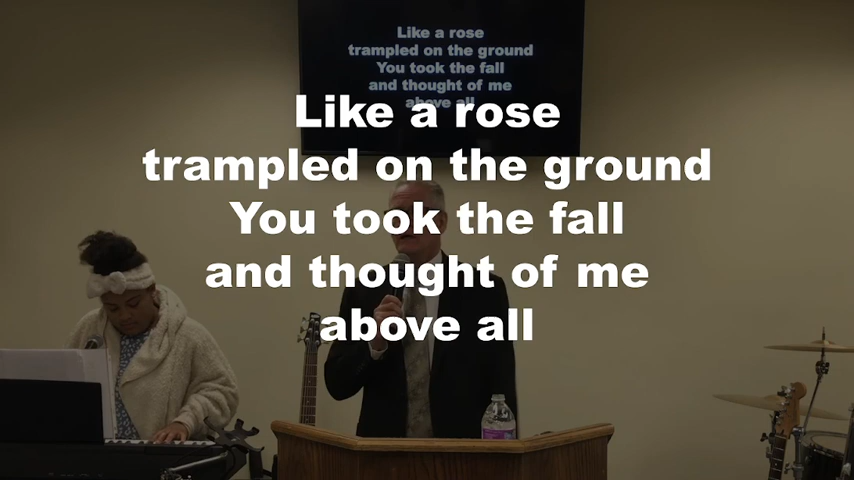 Like a rose
trampled on the ground
You took the fall
and thought of me
above all
Like a rose
trampled on the ground
You took the fall
and thought of me
above all